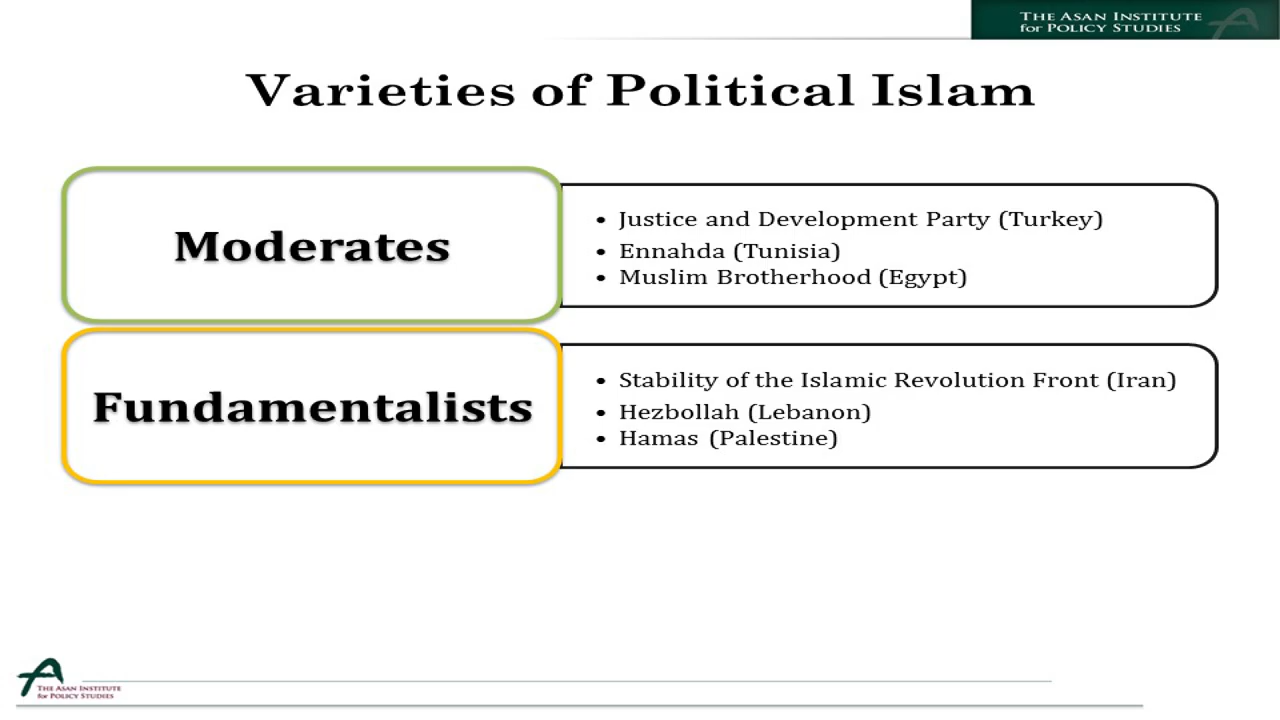 THE ASAN INSTITUTE
for POLICY STUDIES
Varieties of Political Islam
Moderates
• Justice and Development Party (Turkey)
• Ennahda (Tunisia)
• Muslim Brotherhood (Egypt)
Fundamentalists
• Stability of the Islamic Revolution Front (Iran)
• Hezbollah (Lebanon)
• Hamas (Palestine)
THE ASAN INSTITUTE
for POLICY STUDIES